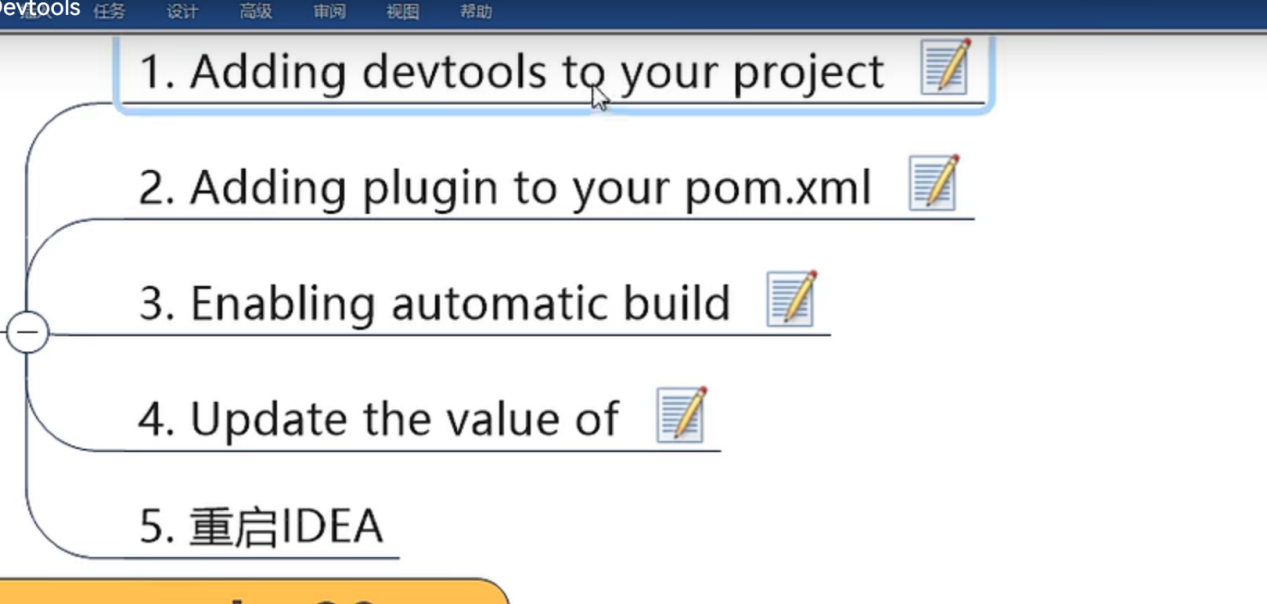 Devtools
任务 设计 高级 审阅 视图 帮助
1. Adding devtools to your project
2. Adding plugin to your pom.xml
3. Enabling automatic build
4. Update the value of
5. 重启IDEA